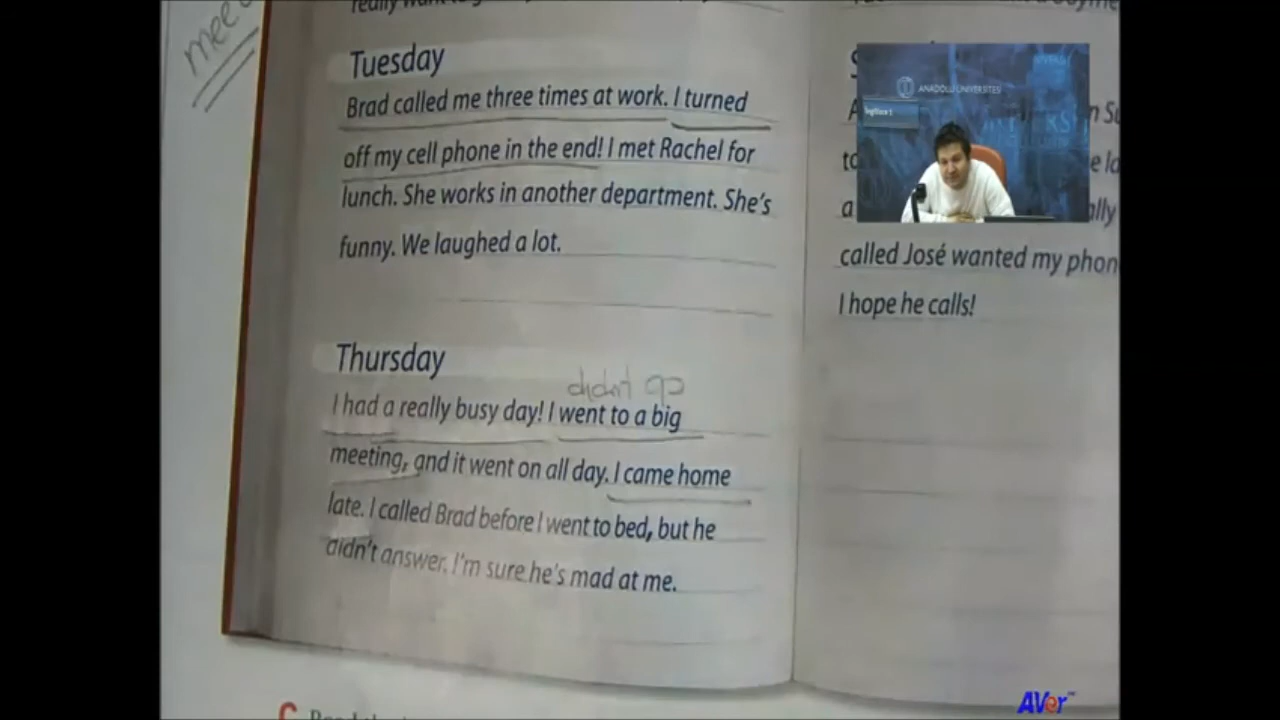 Tuesday
Brad called me three times at work. I turned
off my cell phone in the end! I met Rachel for
lunch. She works in another department. She's
funny. We laughed a lot.
Thursday
didn't go
I had a really busy day! I went to a big
meeting, and it went on all day. I came home
late. I called Brad before I went to bed, but he
didn't answer. I'm sure he's mad at me.
called José wanted my phon
I hope he calls!
ANADOLU ÜNİVERSİTESİ
C
AVer